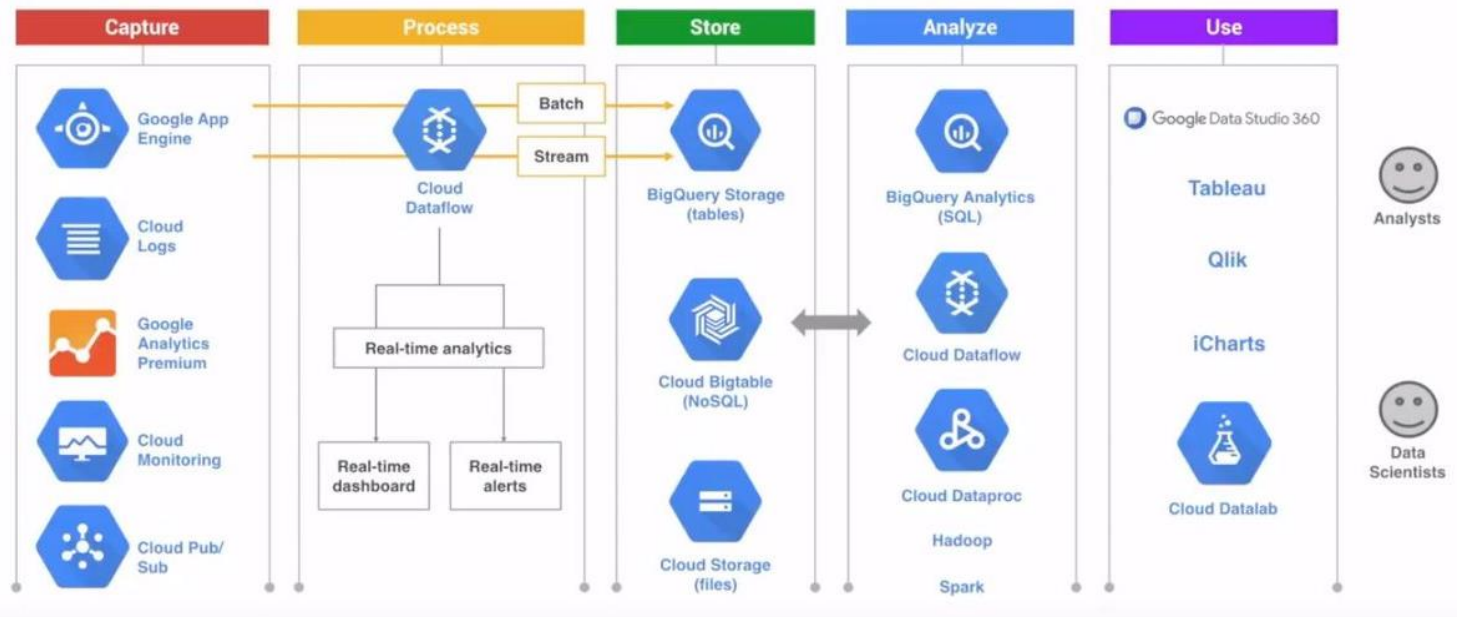 Capture
Process
Store
Analyze
Use
Google App
Engine
Cloud
Logs
Google
Analytics
Premium
Cloud
Monitoring
Cloud Pub/
Sub
Batch
Stream
Cloud
Dataflow
Real-time analytics
Real-time
dashboard
Real-time
alerts
BigQuery Storage
(tables)
Cloud Bigtable
(NoSQL)
Cloud Storage
(files)
BigQuery Analytics
(SQL)
Cloud Dataflow
Cloud Dataproc
Hadoop
Spark
Google Data Studio 360
Tableau
Qlik
iCharts
Cloud Datalab
Analysts
Data
Scientists